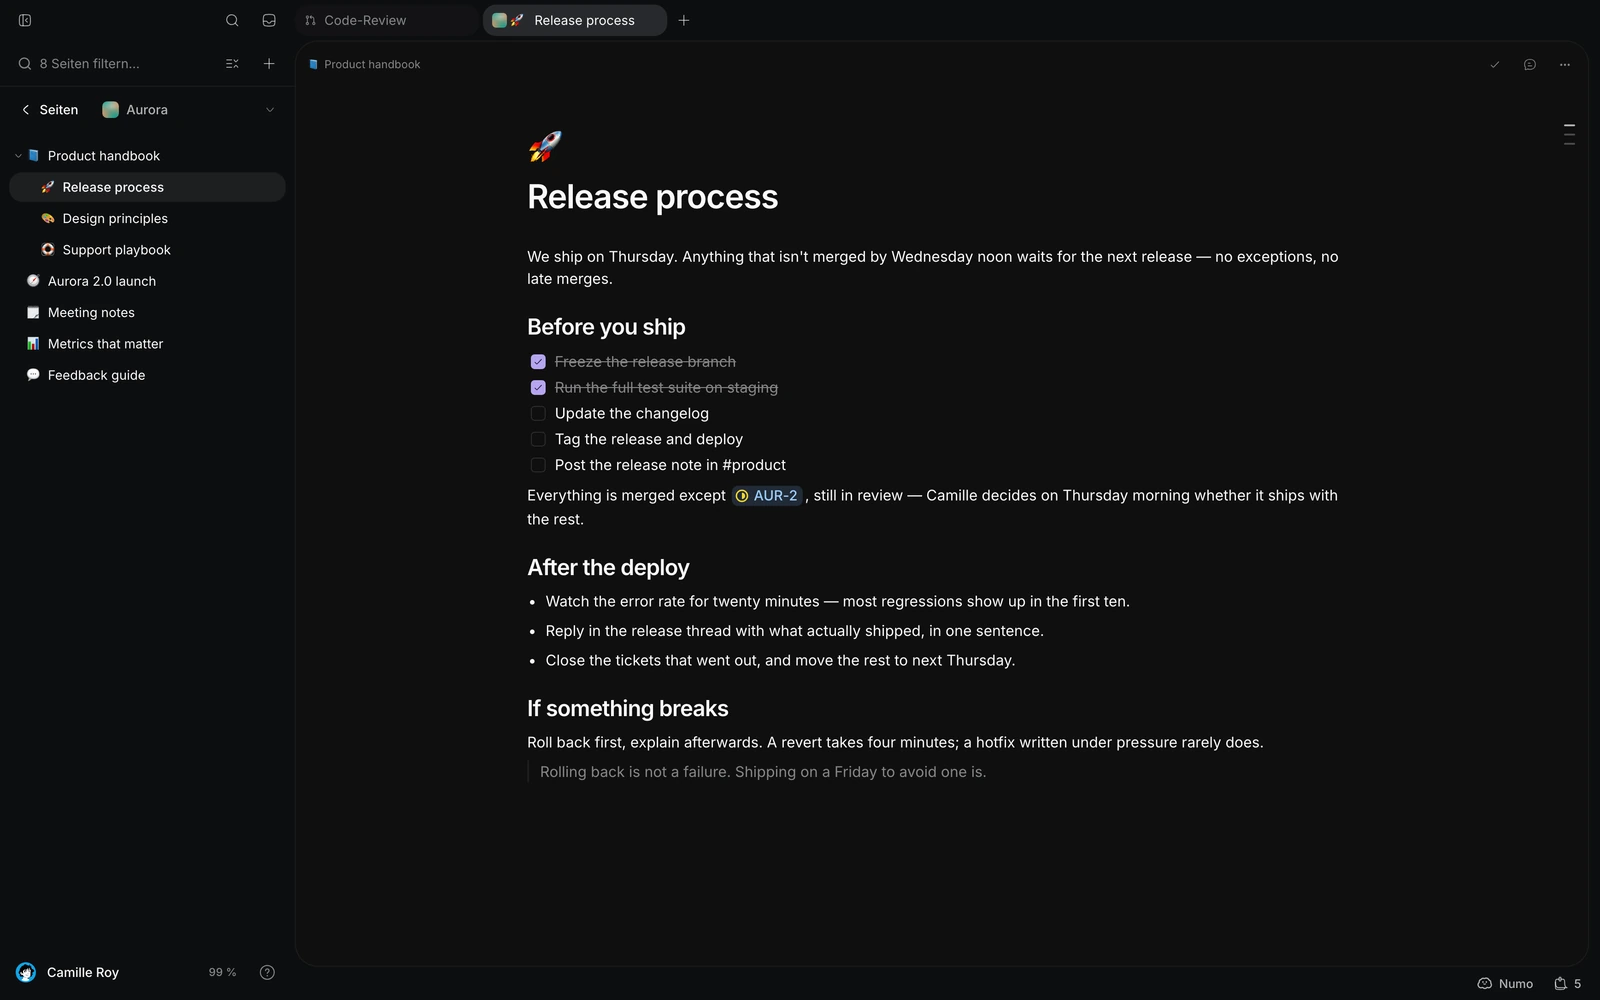 Code-Review
Release process
8 Seiten filtern...
Seiten
Aurora
Product handbook
Release process
Design principles
Support playbook
Aurora 2.0 launch
Meeting notes
Metrics that matter
Feedback guide
Camille Roy
99 %
Product handbook
Release process
We ship on Thursday. Anything that isn't merged by Wednesday noon waits for the next release — no exceptions, no
late merges.
Before you ship
Freeze the release branch
Run the full test suite on staging
Update the changelog
Tag the release and deploy
Post the release note in #product
Everything is merged except AUR-2 , still in review — Camille decides on Thursday morning whether it ships with
the rest.
After the deploy
• Watch the error rate for twenty minutes — most regressions show up in the first ten.
• Reply in the release thread with what actually shipped, in one sentence.
• Close the tickets that went out, and move the rest to next Thursday.
If something breaks
Roll back first, explain afterwards. A revert takes four minutes; a hotfix written under pressure rarely does.
Rolling back is not a failure. Shipping on a Friday to avoid one is.
Numo
5